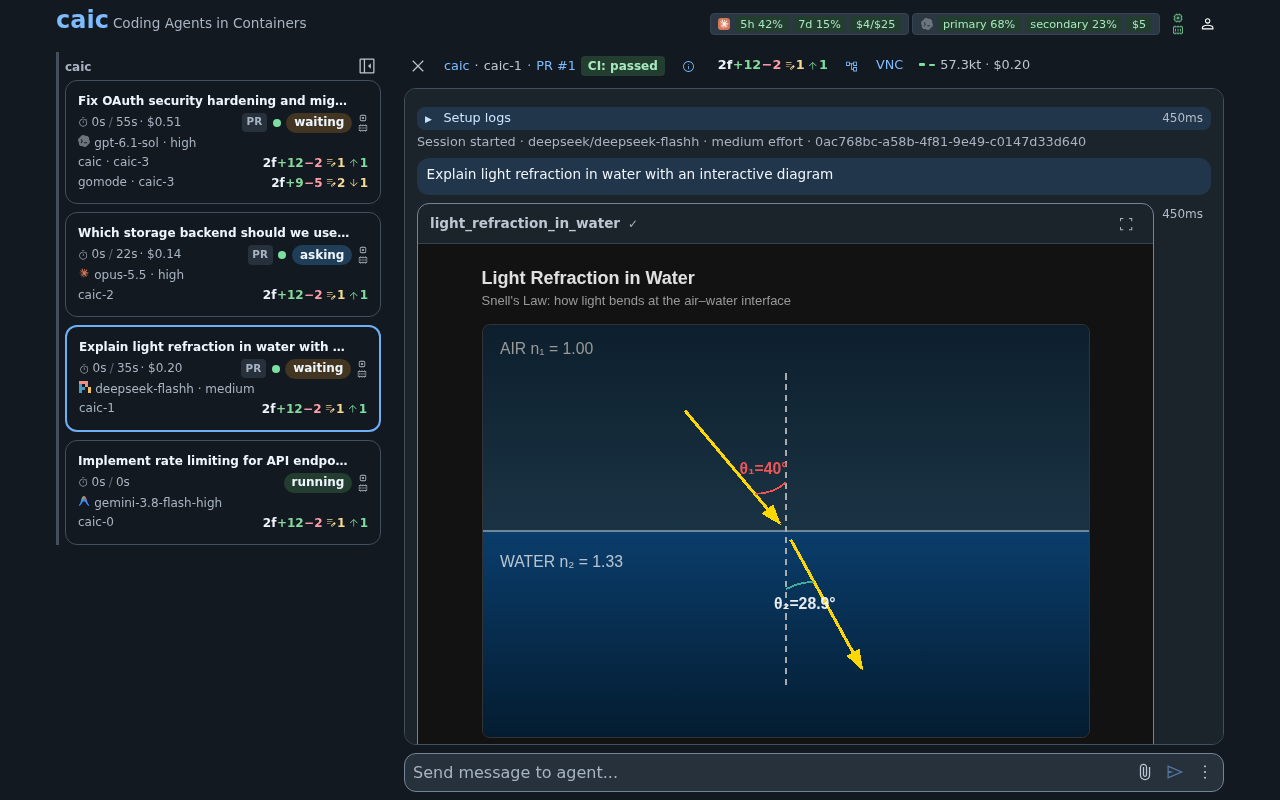 caic Coding Agents in Containers
5h 42% 7d 15% $4/$25
primary 68% secondary 23% $5
caic
Fix OAuth security hardening and mig…
0s / 55s · $0.51 PR waiting
gpt-6.1-sol · high
caic · caic-3 2f+12−2 1 ↑1
gomode · caic-3 2f+9−5 2 ↓1
Which storage backend should we use…
0s / 22s · $0.14 PR asking
opus-5.5 · high
caic-2 2f+12−2 1 ↑1
Explain light refraction in water with …
0s / 35s · $0.20 PR waiting
deepseek-flashh · medium
caic-1 2f+12−2 1 ↑1
Implement rate limiting for API endpo…
0s / 0s running
gemini-3.8-flash-high
caic-0 2f+12−2 1 ↑1
caic · caic-1 · PR #1 CI: passed 2f+12−2 1 ↑1 VNC 57.3kt · $0.20
▸ Setup logs 450ms
Session started · deepseek/deepseek-flashh · medium effort · 0ac768bc-a58b-4f81-9e49-c0147d33d640
Explain light refraction in water with an interactive diagram
light_refraction_in_water ✓ 450ms
Light Refraction in Water
Snell's Law: how light bends at the air–water interface
AIR n₁ = 1.00
θ₁=40°
WATER n₂ = 1.33
θ₂=28.9°
Send message to agent…